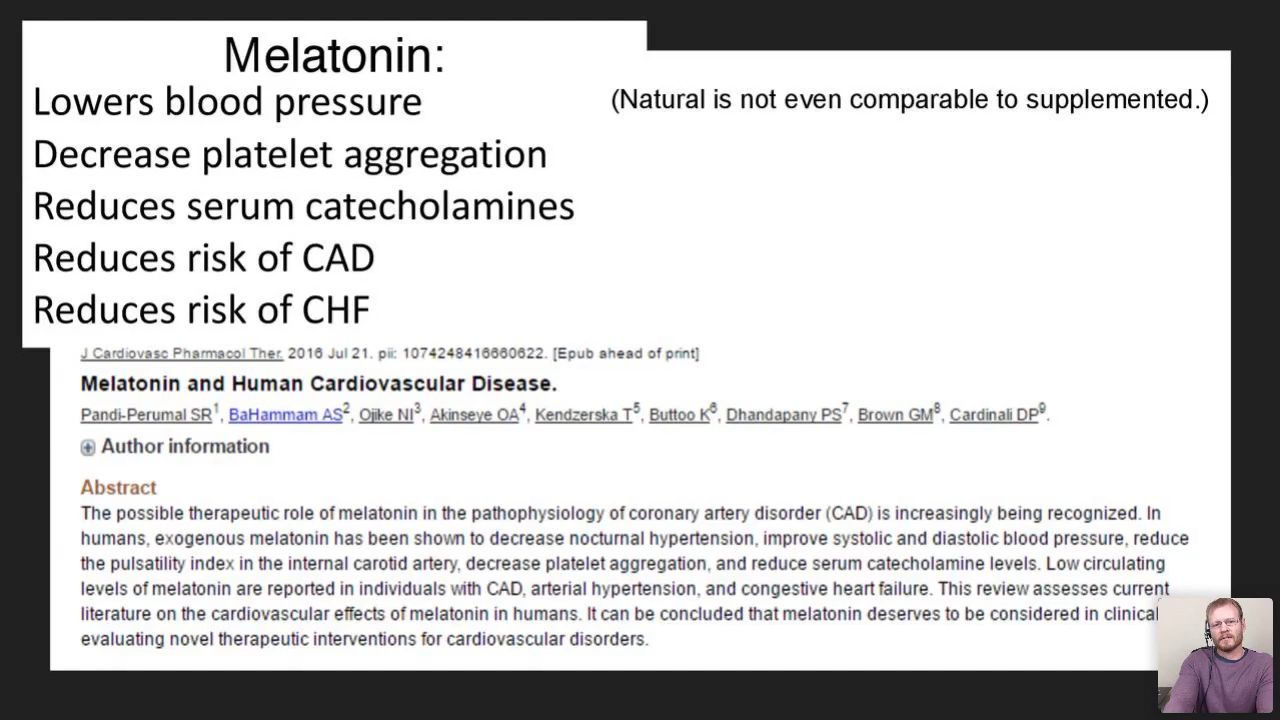 Melatonin:
Lowers blood pressure
(Natural is not even comparable to supplemented.)
Decrease platelet aggregation
Reduces serum catecholamines
Reduces risk of CAD
Reduces risk of CHF
J Cardiovasc Pharmacol Ther. 2016 Jul 21. pii: 1074248416660622. [Epub ahead of print]
Melatonin and Human Cardiovascular Disease.
Pandi-Perumal SR1, BaHammam AS2, Ojike NI3, Akinseye OA4, Kendzerska T5, Buttoo K6, Dhandapany PS7, Brown GM8, Cardinali DP9.
Author information
Abstract
The possible therapeutic role of melatonin in the pathophysiology of coronary artery disorder (CAD) is increasingly being recognized. In
humans, exogenous melatonin has been shown to decrease nocturnal hypertension, improve systolic and diastolic blood pressure, reduce
the pulsatility index in the internal carotid artery, decrease platelet aggregation, and reduce serum catecholamine levels. Low circulating
levels of melatonin are reported in individuals with CAD, arterial hypertension, and congestive heart failure. This review assesses current
literature on the cardiovascular effects of melatonin in humans. It can be concluded that melatonin deserves to be considered in clinical
evaluating novel therapeutic interventions for cardiovascular disorders.